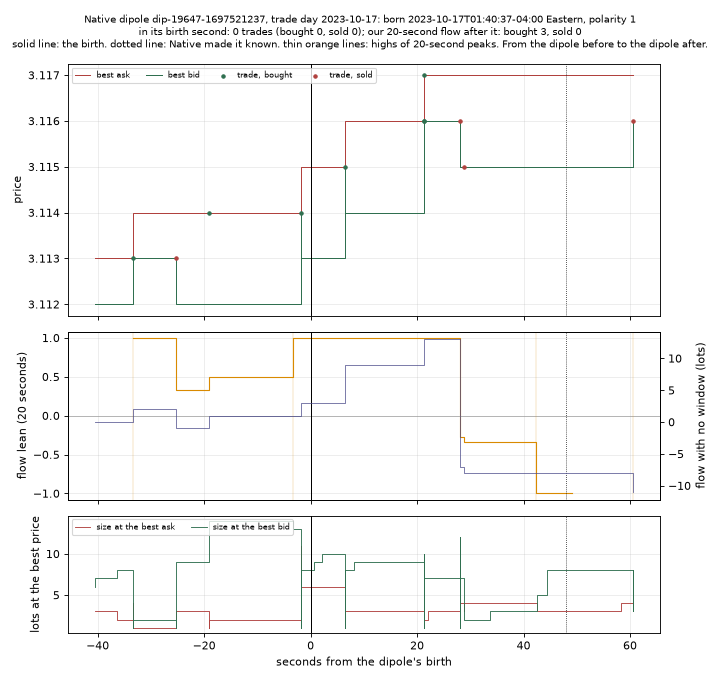 Native dipole dip-19647-1697521237, trade day 2023-10-17: born 2023-10-17T01:40:37-04:00 Eastern, polarity 1
in its birth second: 0 trades (bought 0, sold 0); our 20-second flow after it: bought 3, sold 0
solid line: the birth. dotted line: Native made it known. thin orange lines: highs of 20-second peaks. From the dipole before to the dipole after.
best ask
best bid
trade, bought
trade, sold
3.117
3.116
3.115
3.114
3.113
3.112
price
1.0
0.5
0.0
−0.5
−1.0
flow lean (20 seconds)
10
5
0
−5
−10
flow with no window (lots)
size at the best ask
size at the best bid
10
5
lots at the best price
−40
−20
0
20
40
60
seconds from the dipole's birth